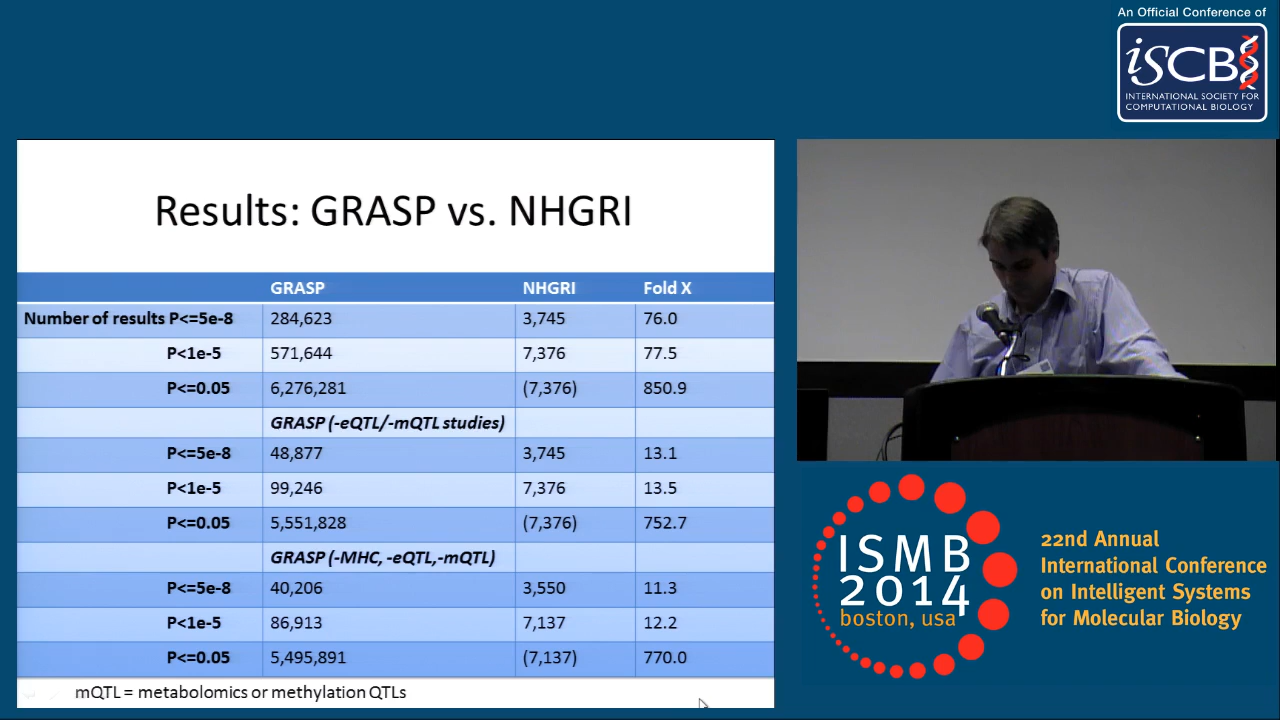 An Official Conference of
iSCB
INTERNATIONAL SOCIETY FOR
COMPUTATIONAL BIOLOGY
Results: GRASP vs. NHGRI
GRASP NHGRI Fold X
Number of results P<=5e-8 284,623 3,745 76.0
P<1e-5 571,644 7,376 77.5
P<=0.05 6,276,281 (7,376) 850.9
GRASP (-eQTL/-mQTL studies)
P<=5e-8 48,877 3,745 13.1
P<1e-5 99,246 7,376 13.5
P<=0.05 5,551,828 (7,376) 752.7
GRASP (-MHC, -eQTL,-mQTL)
P<=5e-8 40,206 3,550 11.3
P<1e-5 86,913 7,137 12.2
P<=0.05 5,495,891 (7,137) 770.0
mQTL = metabolomics or methylation QTLs
ISMB
2014
boston, usa
22nd Annual
International Conference
on Intelligent Systems
for Molecular Biology